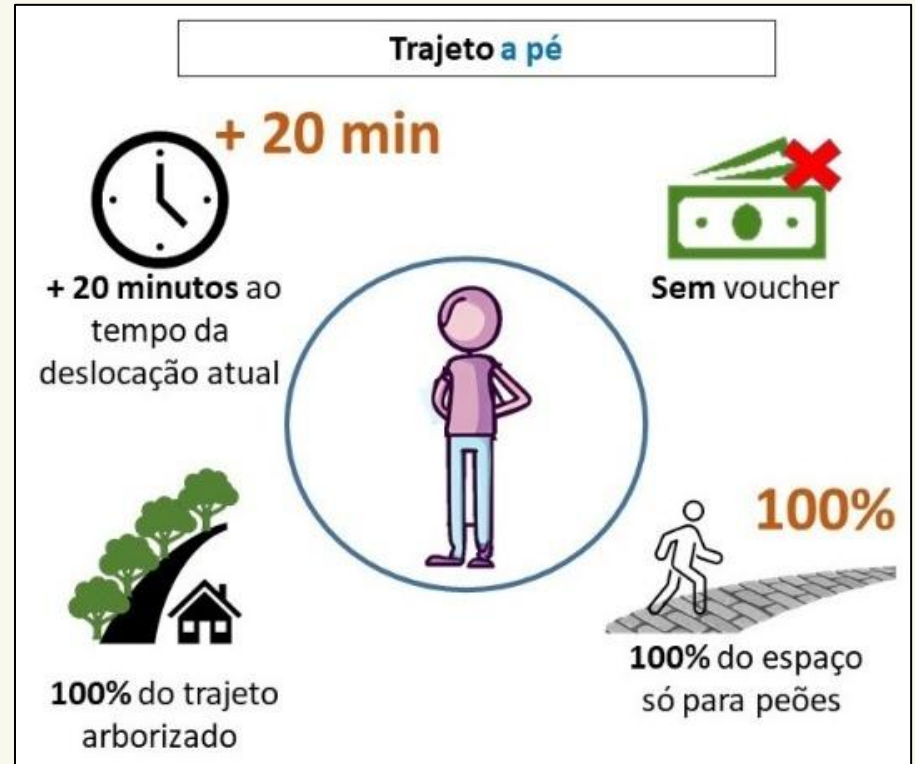 Trajeto a pé
+ 20 min
+ 20 minutos ao
tempo da
deslocação atual
Sem voucher
100% do trajeto
arborizado
100%
100% do espaço
só para peões